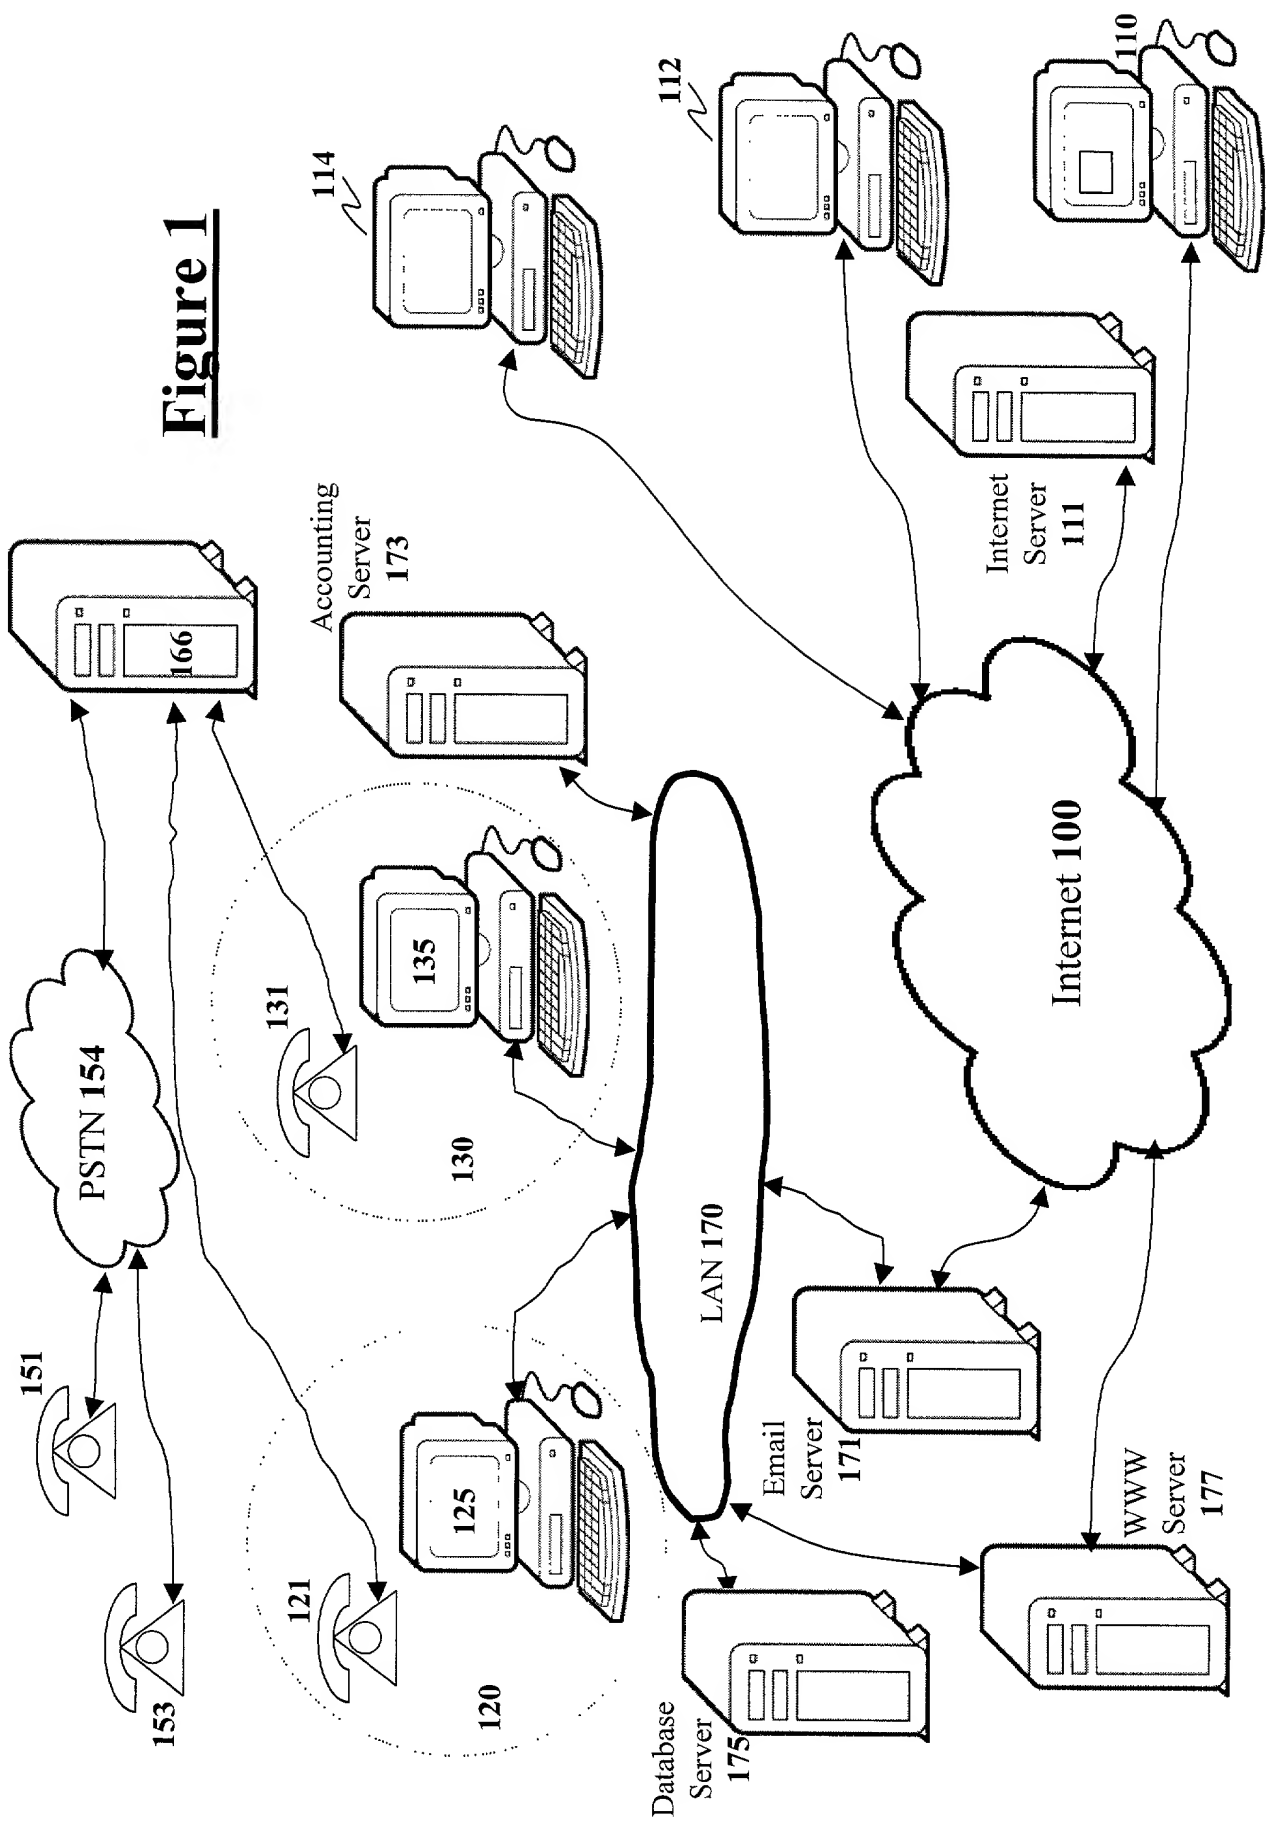 Figure 1
151
153
PSTN 154
166
121
120
125
131
130
135
Accounting
Server
173
114
112
110
LAN 170
Database
Server
175
Email
Server
171
WWW
Server
177
Internet 100
Internet
Server
111